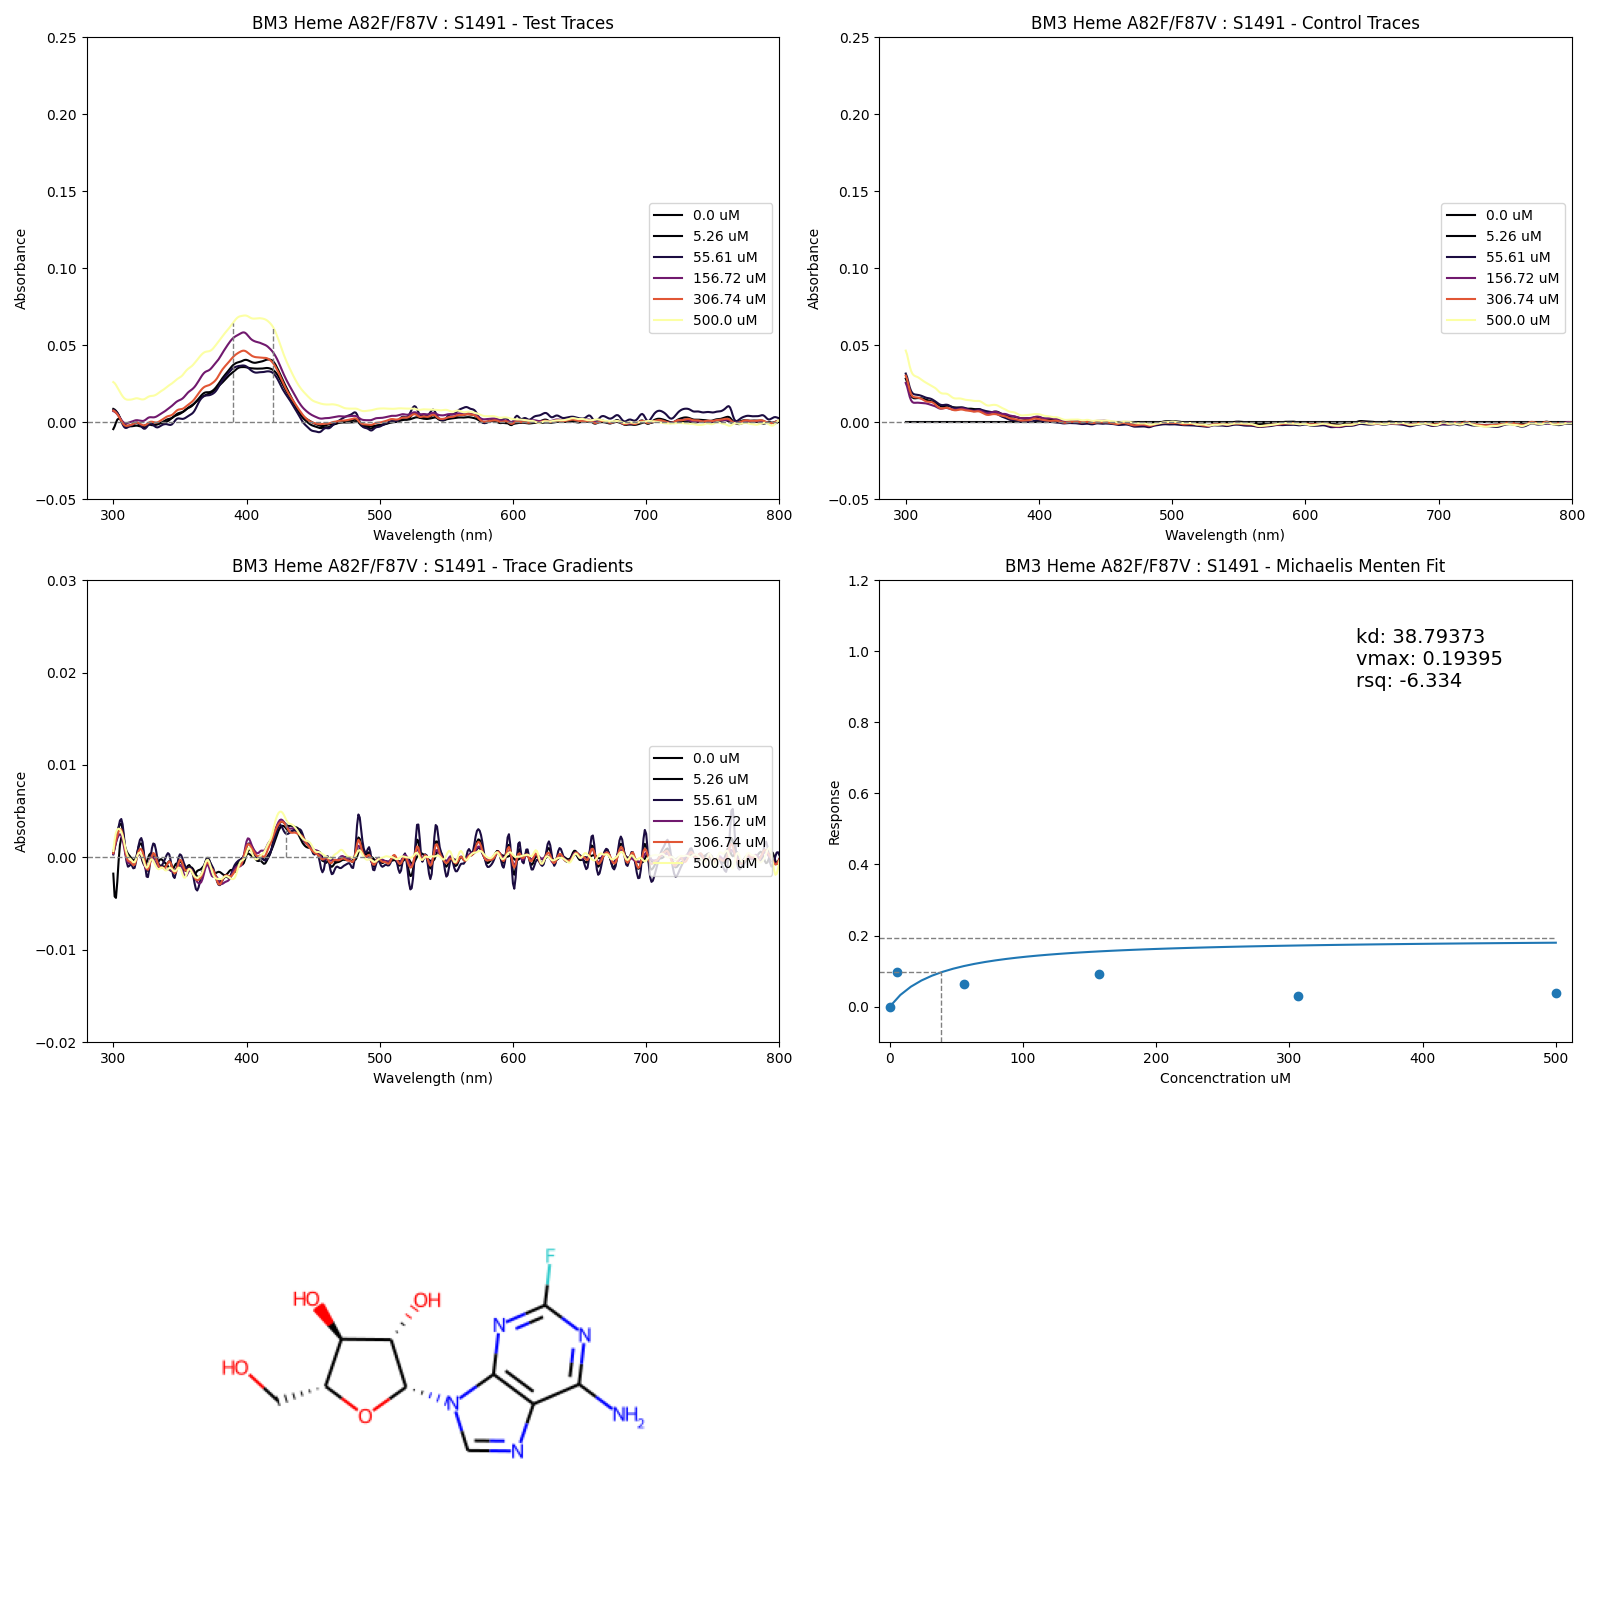 BM3 Heme A82F/F87V : S1491 - Test Traces
0.25
0.20
0.15
0.10
0.05
0.00
−0.05
Absorbance
300 400 500 600 700 800
Wavelength (nm)
0.0 uM
5.26 uM
55.61 uM
156.72 uM
306.74 uM
500.0 uM
BM3 Heme A82F/F87V : S1491 - Control Traces
0.25
0.20
0.15
0.10
0.05
0.00
−0.05
Absorbance
300 400 500 600 700 800
Wavelength (nm)
0.0 uM
5.26 uM
55.61 uM
156.72 uM
306.74 uM
500.0 uM
BM3 Heme A82F/F87V : S1491 - Trace Gradients
0.03
0.02
0.01
0.00
−0.01
−0.02
Absorbance
300 400 500 600 700 800
Wavelength (nm)
0.0 uM
5.26 uM
55.61 uM
156.72 uM
306.74 uM
500.0 uM
BM3 Heme A82F/F87V : S1491 - Michaelis Menten Fit
1.2
1.0
0.8
0.6
0.4
0.2
0.0
Response
0 100 200 300 400 500
Concenctration uM
kd: 38.79373
vmax: 0.19395
rsq: -6.334
F
HO
OH
N
N
HO
N
O
NH2
N